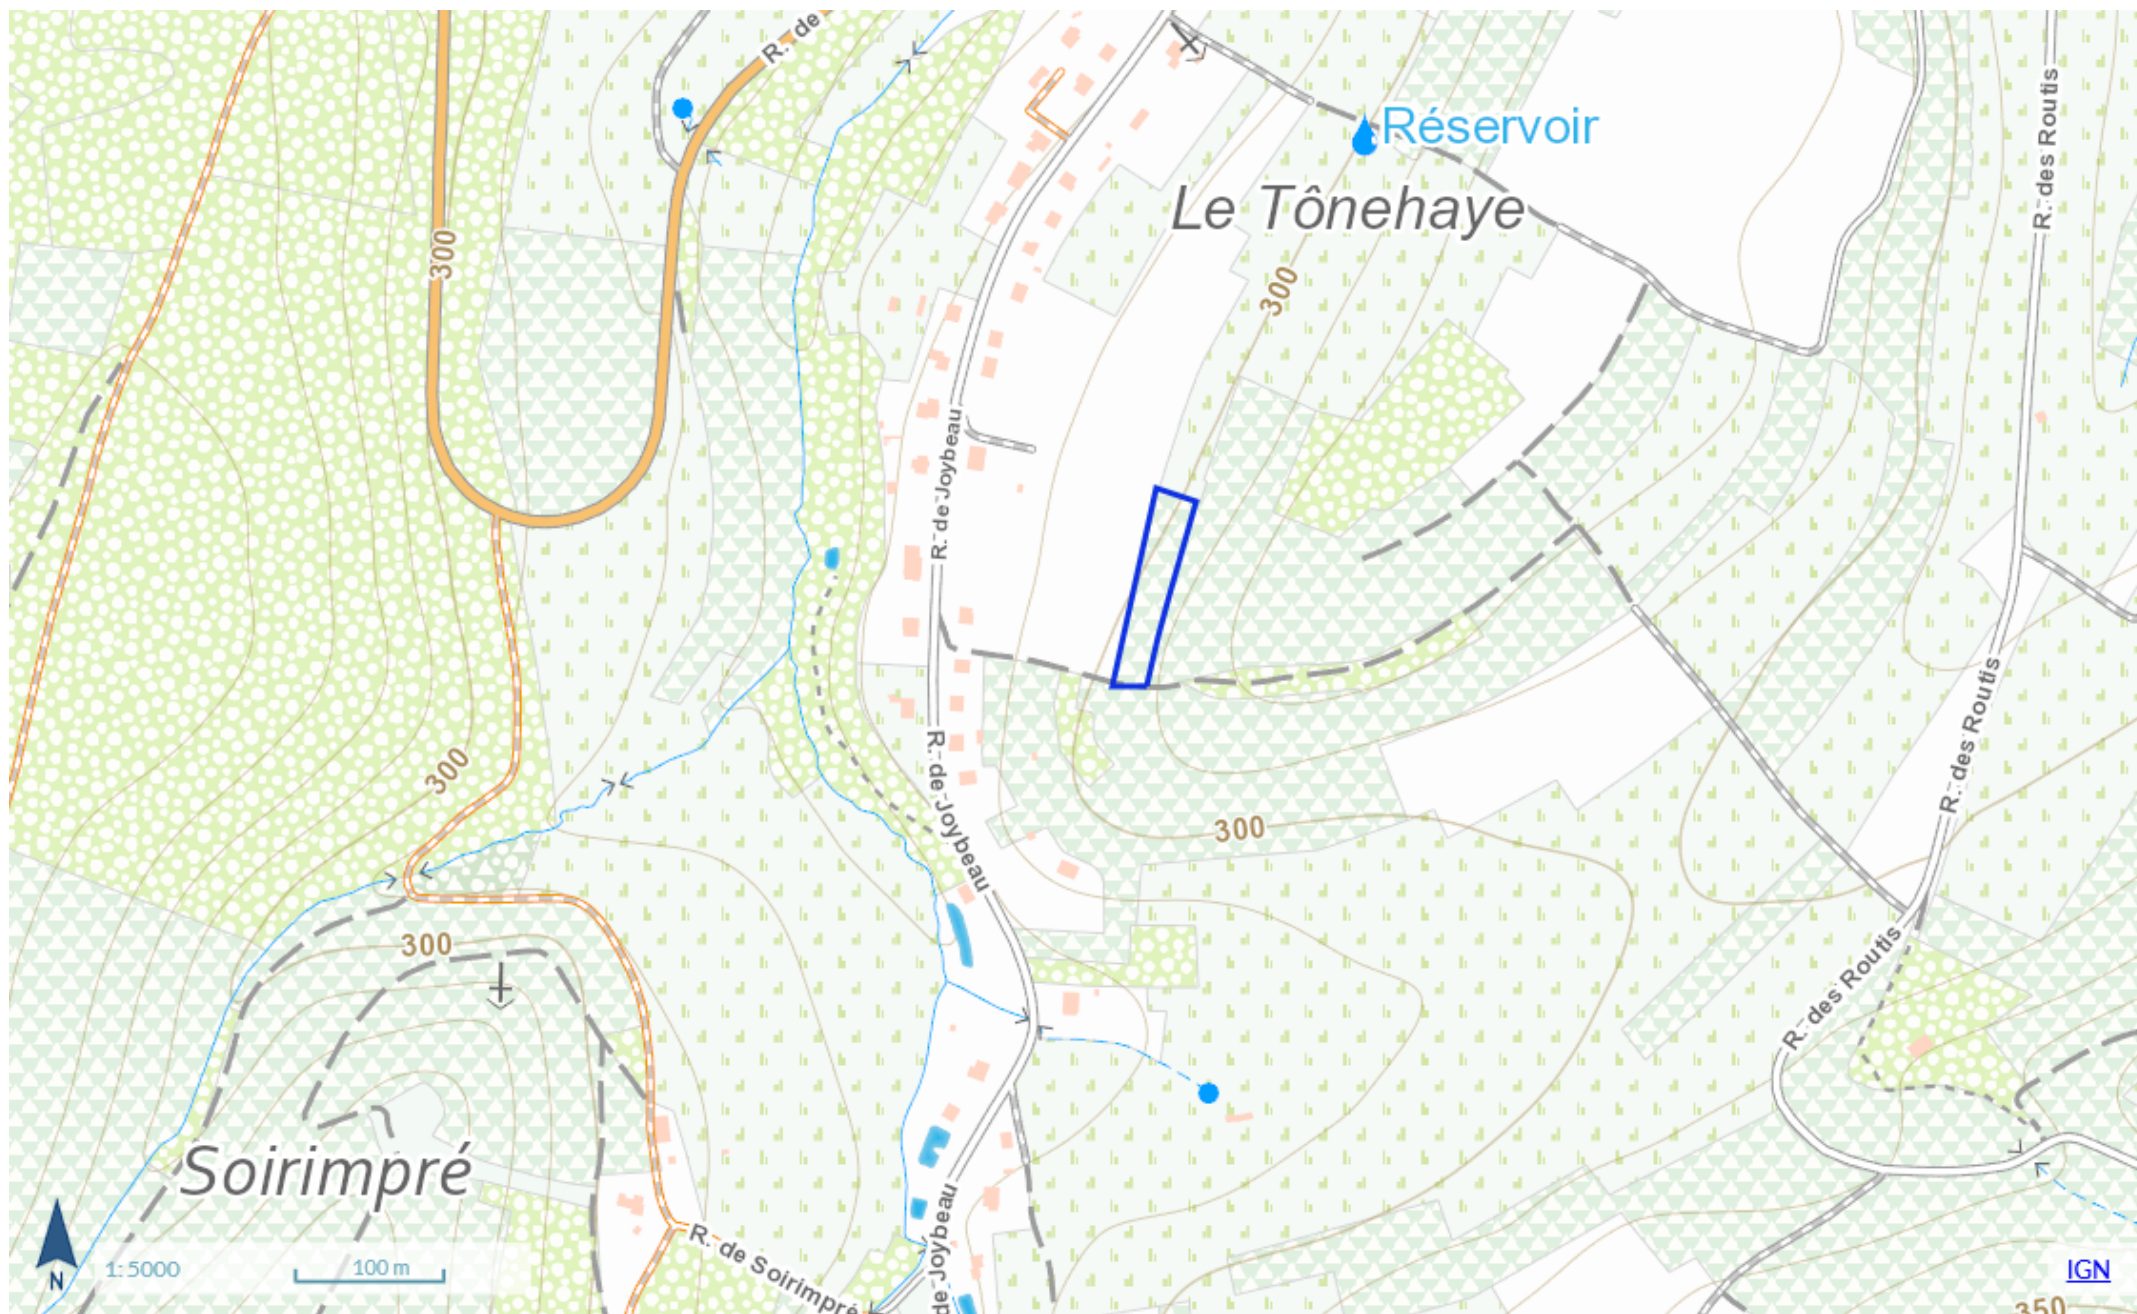 R. de
Réservoir
R. des Routis
Le Tônehaye
300
300
R. de Joybeau
R. des Routis
300
R. de Joybeau
300
R. des Routis
300
Soirimpré
R. de Joybeau
R. de Soirimpré
N
1:5000
100 m
IGN
350